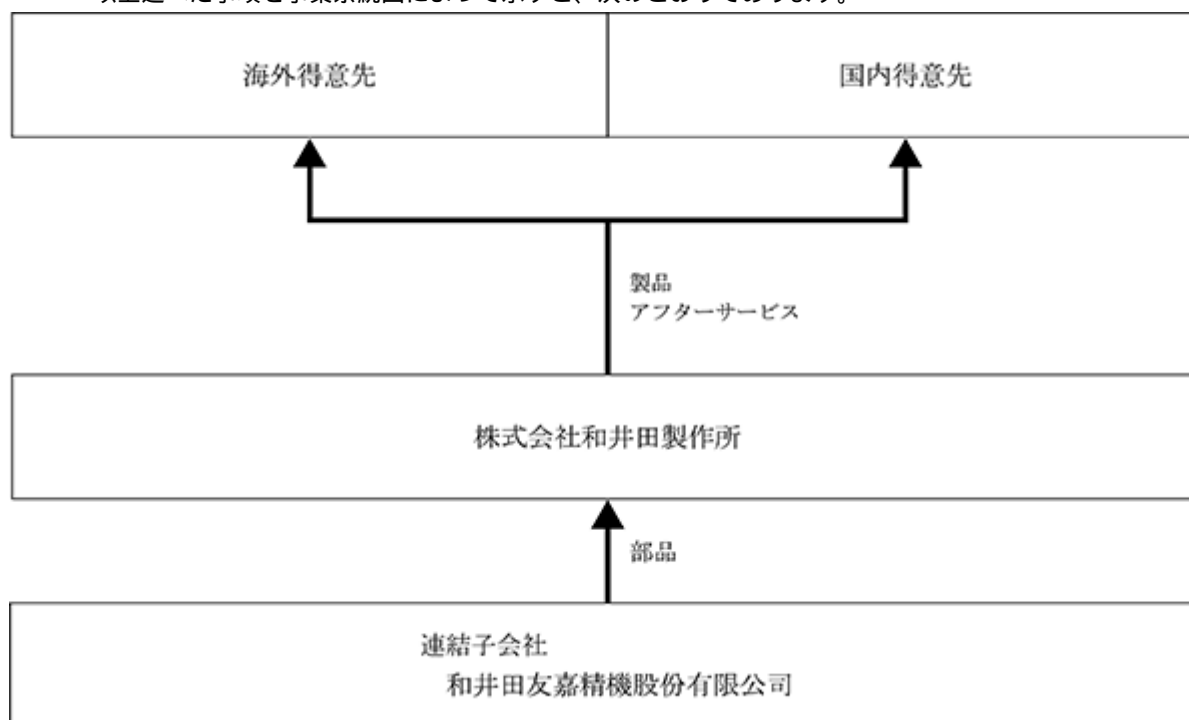 海外得意先
国内得意先
製品
アフターサービス
株式会社和井田製作所
部品
連結子会社
和井田友嘉精機股份有限公司